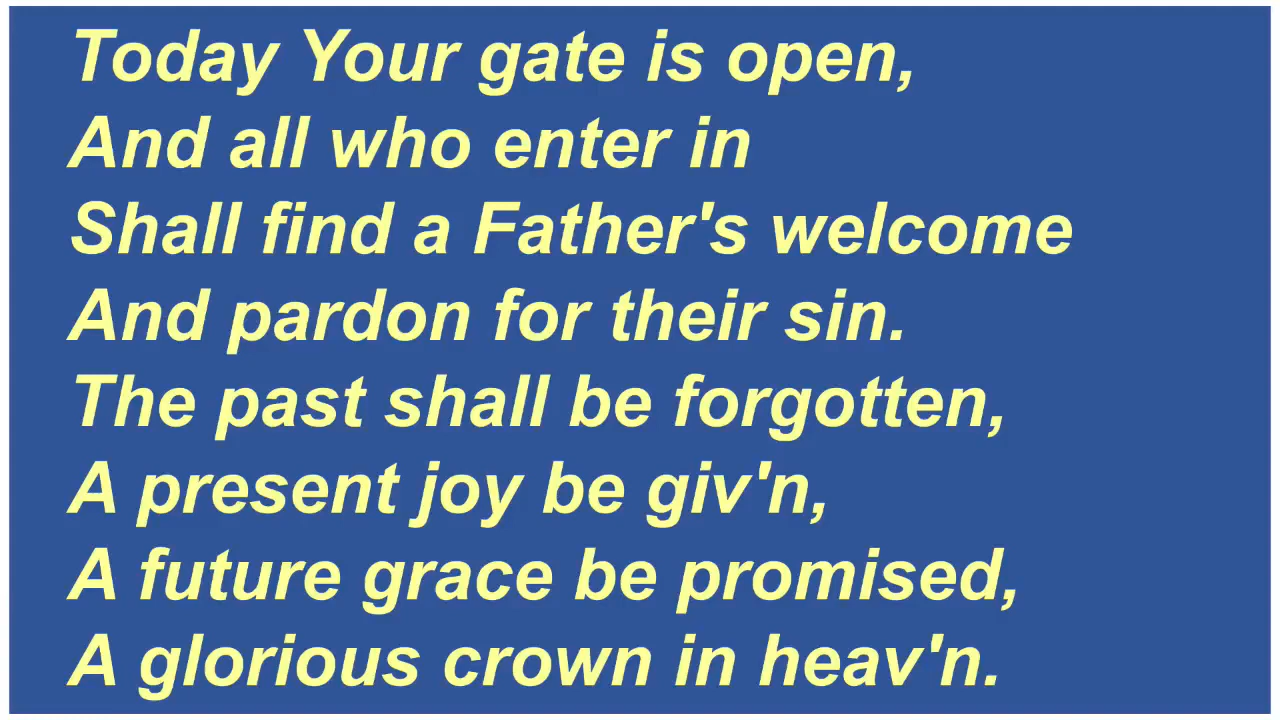 Today Your gate is open,
And all who enter in
Shall find a Father's welcome
And pardon for their sin.
The past shall be forgotten,
A present joy be giv'n,
A future grace be promised,
A glorious crown in heav'n.